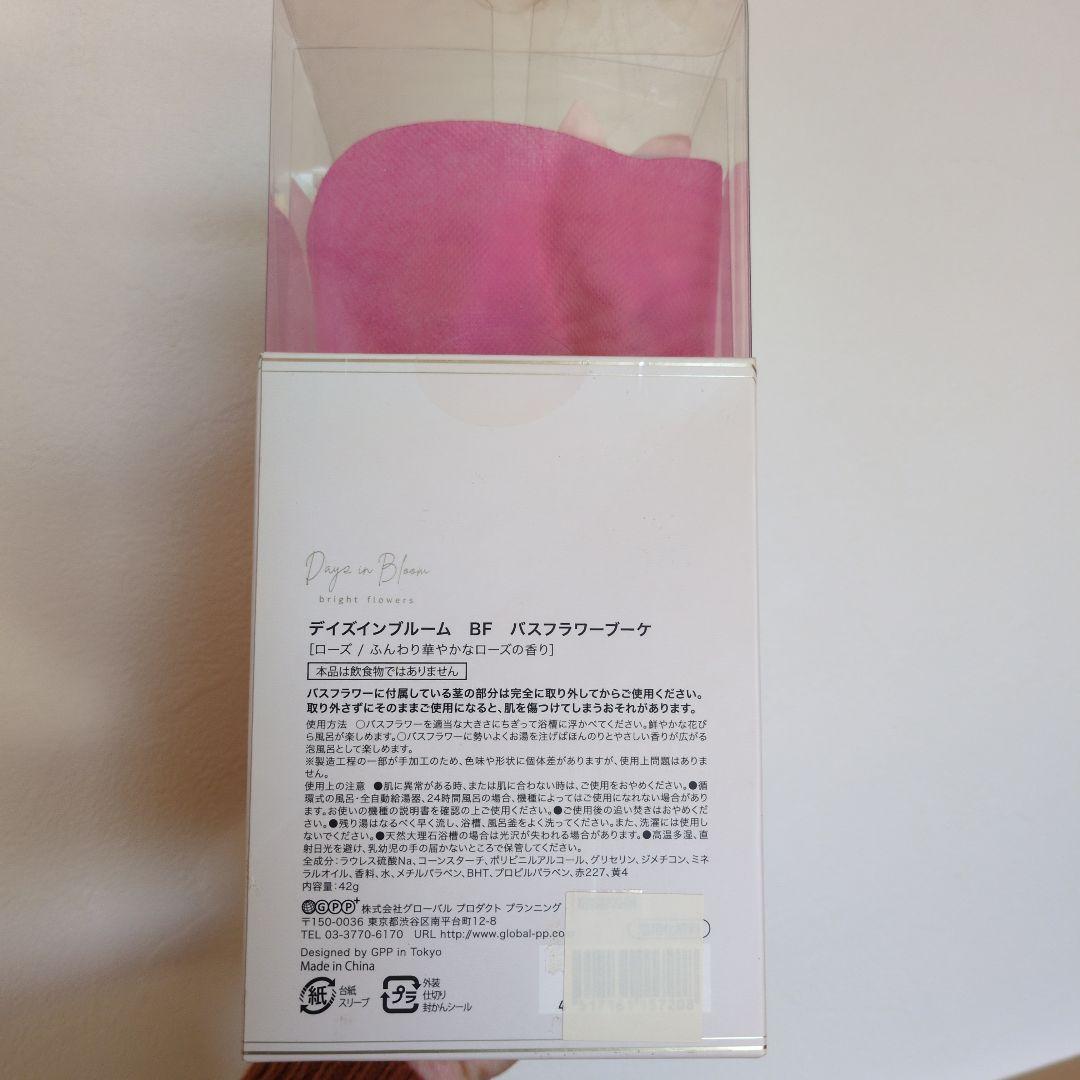 Days in Bloom
bright flowers
デイズインブルーム　BF　バスフラワーブーケ
［ローズ / ふんわり華やかなローズの香り］
本品は飲食物ではありません
バスフラワーに付属している茎の部分は完全に取り外してからご使用ください。
取り外さずにそのままご使用になると、肌を傷つけてしまうおそれがあります。
使用方法　○バスフラワーを適当な大きさにちぎって浴槽に浮かべてください。鮮やかな花び
ら風呂が楽しめます。○バスフラワーに勢いよくお湯を注げばほんのりとやさしい香りが広がる
泡風呂として楽しめます。
※製造工程の一部が手加工のため、色味や形状に個体差がありますが、使用上問題はありま
せん。
使用上の注意　●肌に異常がある時、または肌に合わない時は、ご使用をおやめください。●循
環式の風呂・全自動給湯器、24時間風呂の場合、機種によってはご使用になれない場合があり
ます。お使いの機種の説明書を確認の上ご使用ください。●ご使用後の追い焚きはおやめくだ
さい。●残り湯はなるべく早く流し、浴槽、風呂釜をよく洗ってください。また、洗濯には使用し
ないでください。●天然大理石浴槽の場合は光沢が失われる場合があります。●高温多湿、直
射日光を避け、乳幼児の手の届かないところで保管してください。
全成分：ラウレス硫酸Na、コーンスターチ、ポリビニルアルコール、グリセリン、ジメチコン、ミネ
ラルオイル、香料、水、メチルパラベン、BHT、プロピルパラベン、赤227、黄4
内容量：42g
GPP+ 株式会社グローバル プロダクト プランニング
〒150-0036 東京都渋谷区南平台町12-8
TEL 03-3770-6170　URL http://www.global-pp.com
Designed by GPP in Tokyo
Made in China
紙 台紙
スリーブ
プラ 外装
仕切り
封かんシール
4